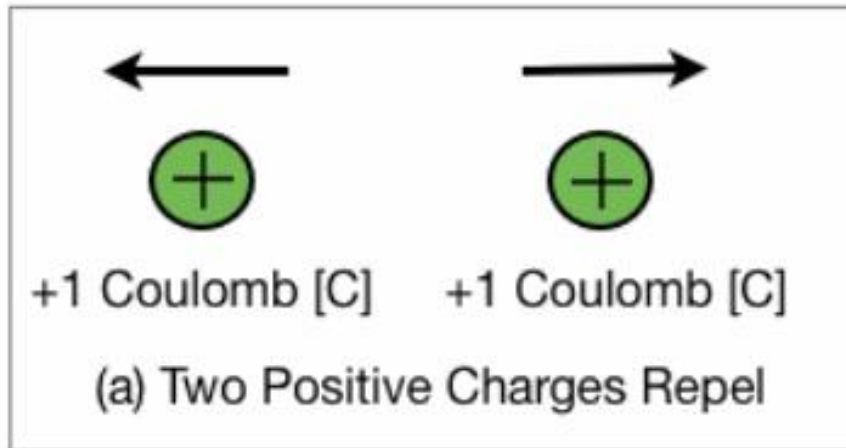 + +
+1 Coulomb [C] +1 Coulomb [C]
(a) Two Positive Charges Repel